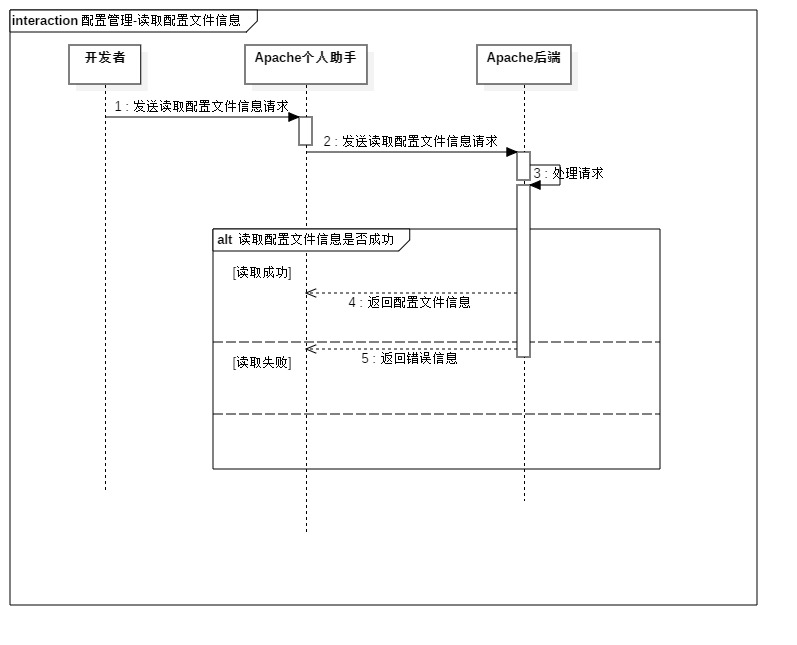 interaction 配置管理-读取配置文件信息
开发者
Apache个人助手
Apache后端
1 : 发送读取配置文件信息请求
2 : 发送读取配置文件信息请求
3 : 处理请求
alt 读取配置文件信息是否成功
[读取成功]
4 : 返回配置文件信息
5 : 返回错误信息
[读取失败]